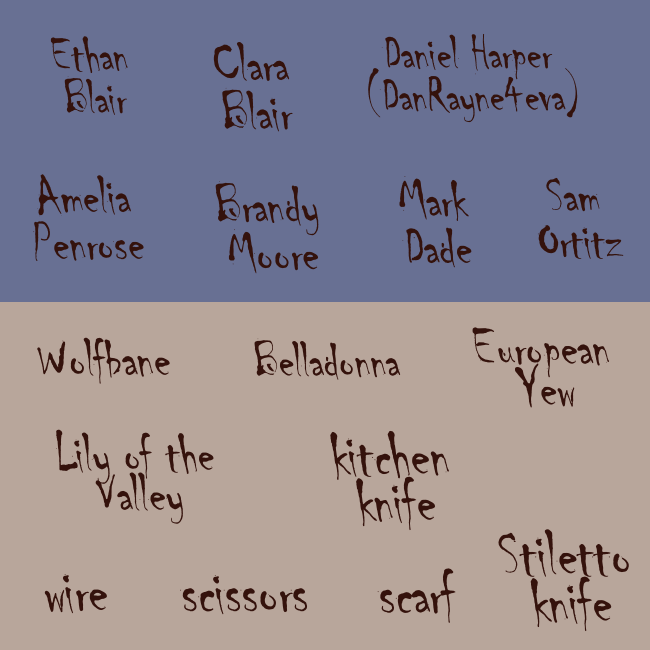 Ethan
Blair
Clara
Blair
Daniel Harper
(DanRayne4eva)
Amelia
Penrose
Brandy
Moore
Mark
Dade
Sam
Ortitz
Wolfbane
Belladonna
European
Yew
Lily of the
Valley
kitchen
knife
wire
scissors
scarf
Stiletto
knife